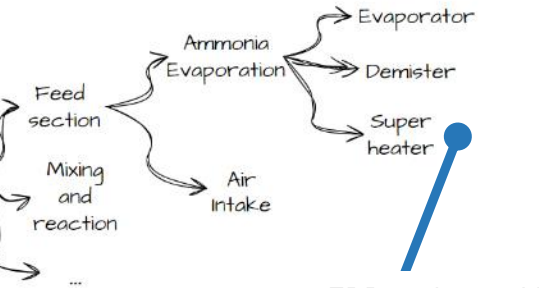 Evaporator
Ammonia
Evaporation
Demister
Feed
section
Super
heater
Mixing
and
reaction
Air
Intake
...